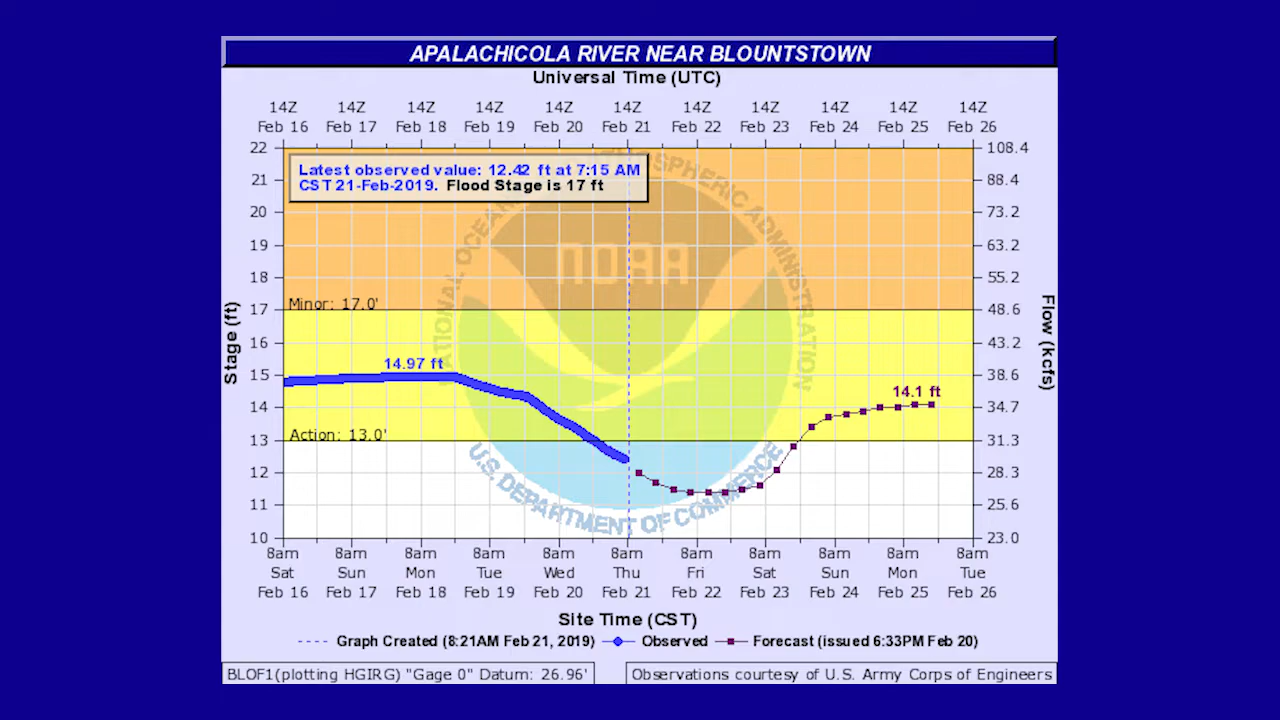 APALACHICOLA RIVER NEAR BLOUNTSTOWN
Universal Time (UTC)
14Z 14Z 14Z 14Z 14Z 14Z 14Z 14Z 14Z 14Z 14Z
Feb 16 Feb 17 Feb 18 Feb 19 Feb 20 Feb 21 Feb 22 Feb 23 Feb 24 Feb 25 Feb 26
22 108.4
Latest observed value: 12.42 ft at 7:15 AM
CST 21-Feb-2019. Flood Stage is 17 ft
21 88.4
20 73.2
19 63.2
18 55.2
Minor: 17.0'
17 48.6
16 43.2
14.97 ft
15 38.6
14.1 ft
14 34.7
Action: 13.0'
13 31.3
12 28.3
11 25.6
10 23.0
Stage (ft)
Flow (kcfs)
NATIONAL OCEANIC AND ATMOSPHERIC ADMINISTRATION
NOAA
U.S. DEPARTMENT OF COMMERCE
8am 8am 8am 8am 8am 8am 8am 8am 8am 8am 8am
Sat Sun Mon Tue Wed Thu Fri Sat Sun Mon Tue
Feb 16 Feb 17 Feb 18 Feb 19 Feb 20 Feb 21 Feb 22 Feb 23 Feb 24 Feb 25 Feb 26
Site Time (CST)
Graph Created (8:21AM Feb 21, 2019) Observed Forecast (issued 6:33PM Feb 20)
BLOF1(plotting HGIRG) "Gage 0" Datum: 26.96'
Observations courtesy of U.S. Army Corps of Engineers